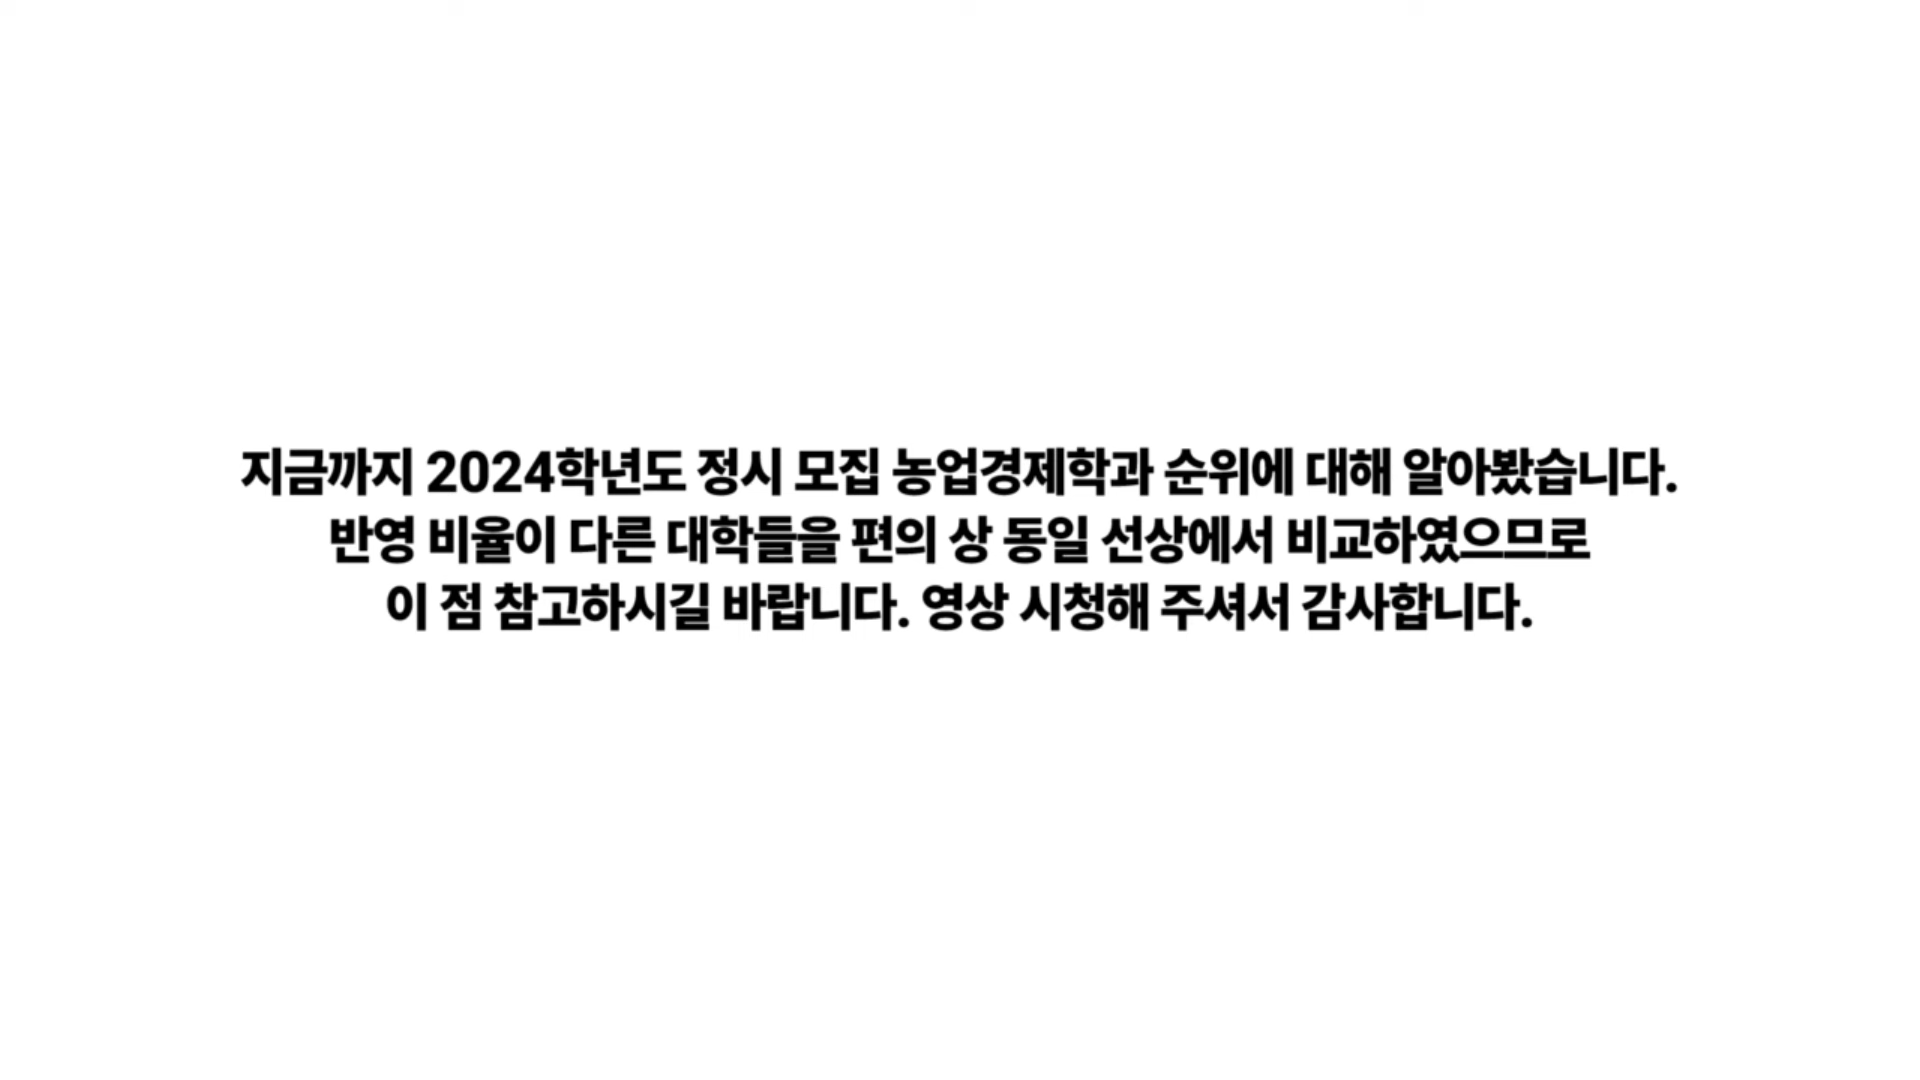 지금까지 2024학년도 정시 모집 농업경제학과 순위에 대해 알아봤습니다.
반영 비율이 다른 대학들을 편의 상 동일 선상에서 비교하였으므로
이 점 참고하시길 바랍니다. 영상 시청해 주셔서 감사합니다.